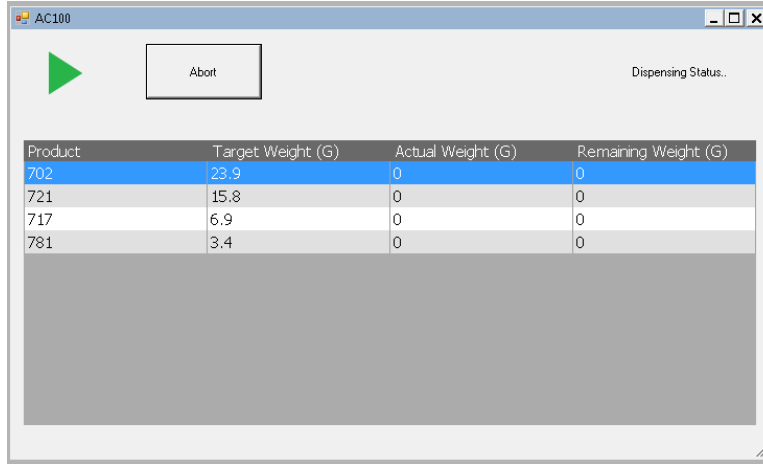 AC100
Abort
Dispensing Status..
Product Target Weight (G) Actual Weight (G) Remaining Weight (G)
702 23.9 0 0
721 15.8 0 0
717 6.9 0 0
781 3.4 0 0